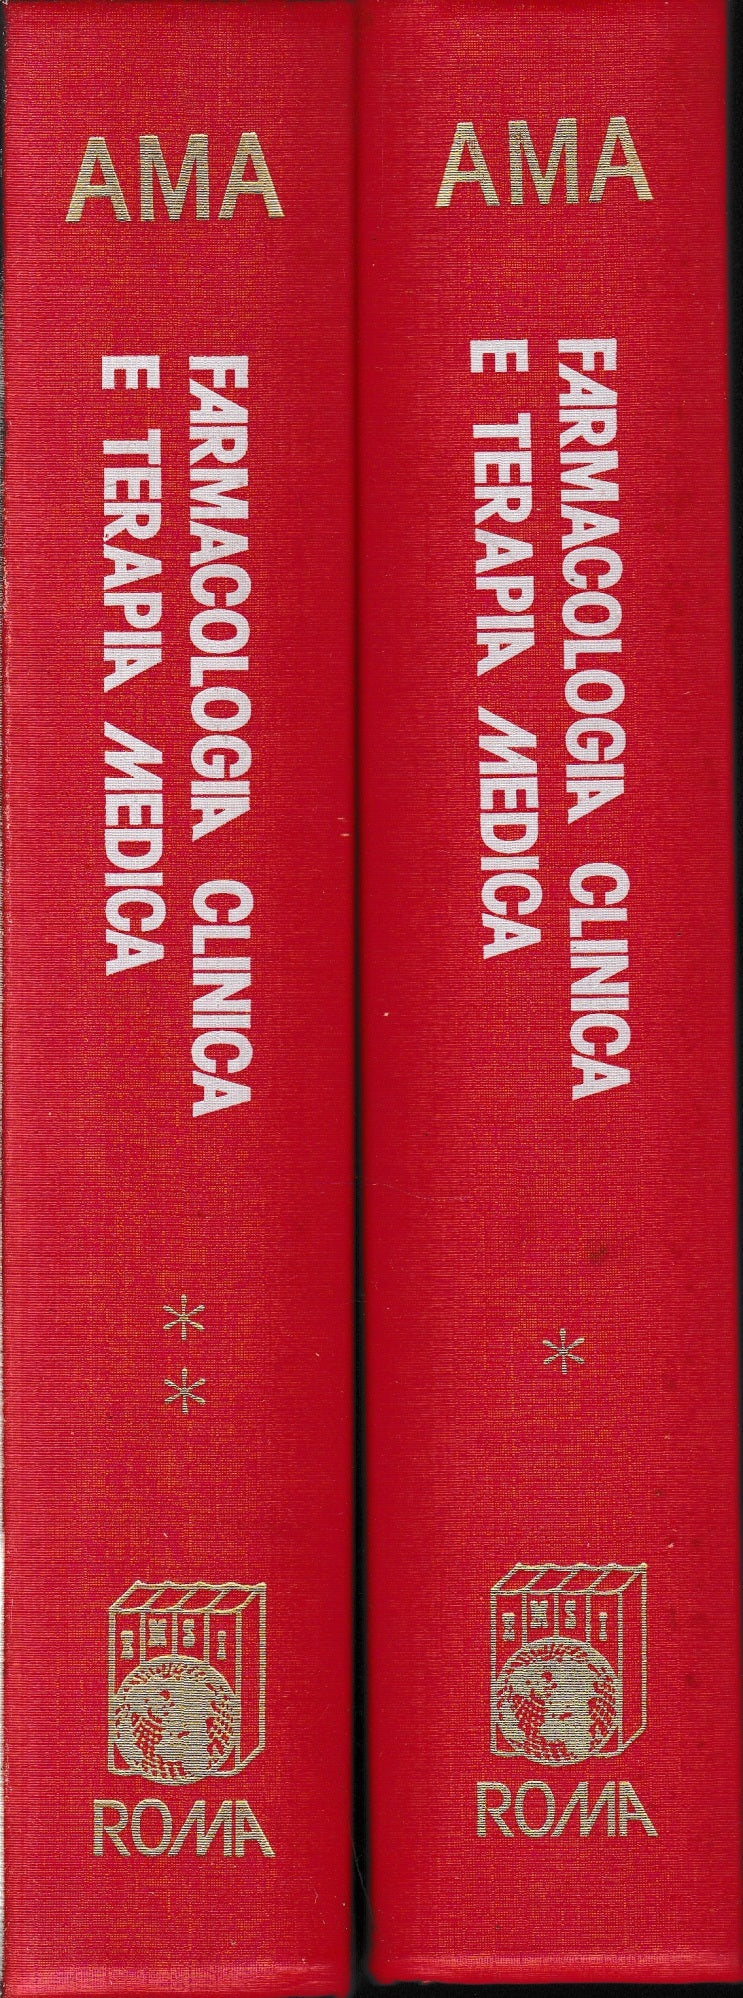 AMA
FARMACOLOGIA CLINICA
E TERAPIA MEDICA
* *
ROMA
AMA
FARMACOLOGIA CLINICA
E TERAPIA MEDICA
*
ROMA